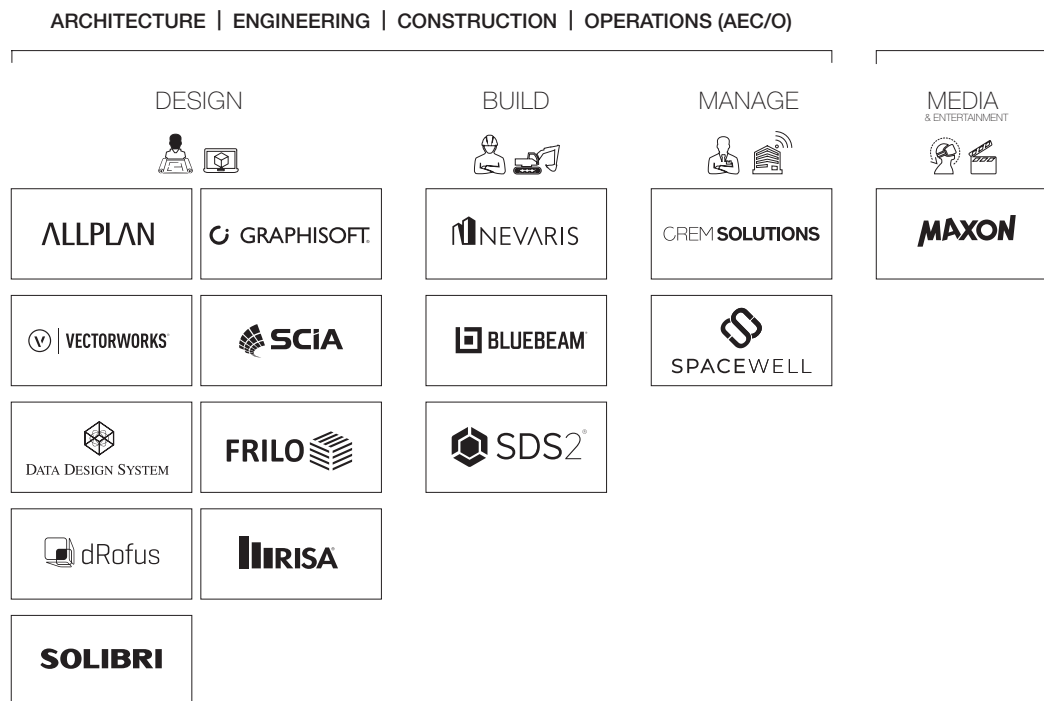 ARCHITECTURE | ENGINEERING | CONSTRUCTION | OPERATIONS (AEC/O)
DESIGN
ALLPLAN
GRAPHISOFT.
VECTORWORKS
SCiA
DATA DESIGN SYSTEM
FRILO
dRofus
RISA
SOLIBRI
BUILD
NEVARIS
BLUEBEAM
SDS2®
MANAGE
CREM SOLUTIONS
SPACEWELL
MEDIA
& ENTERTAINMENT
MAXON